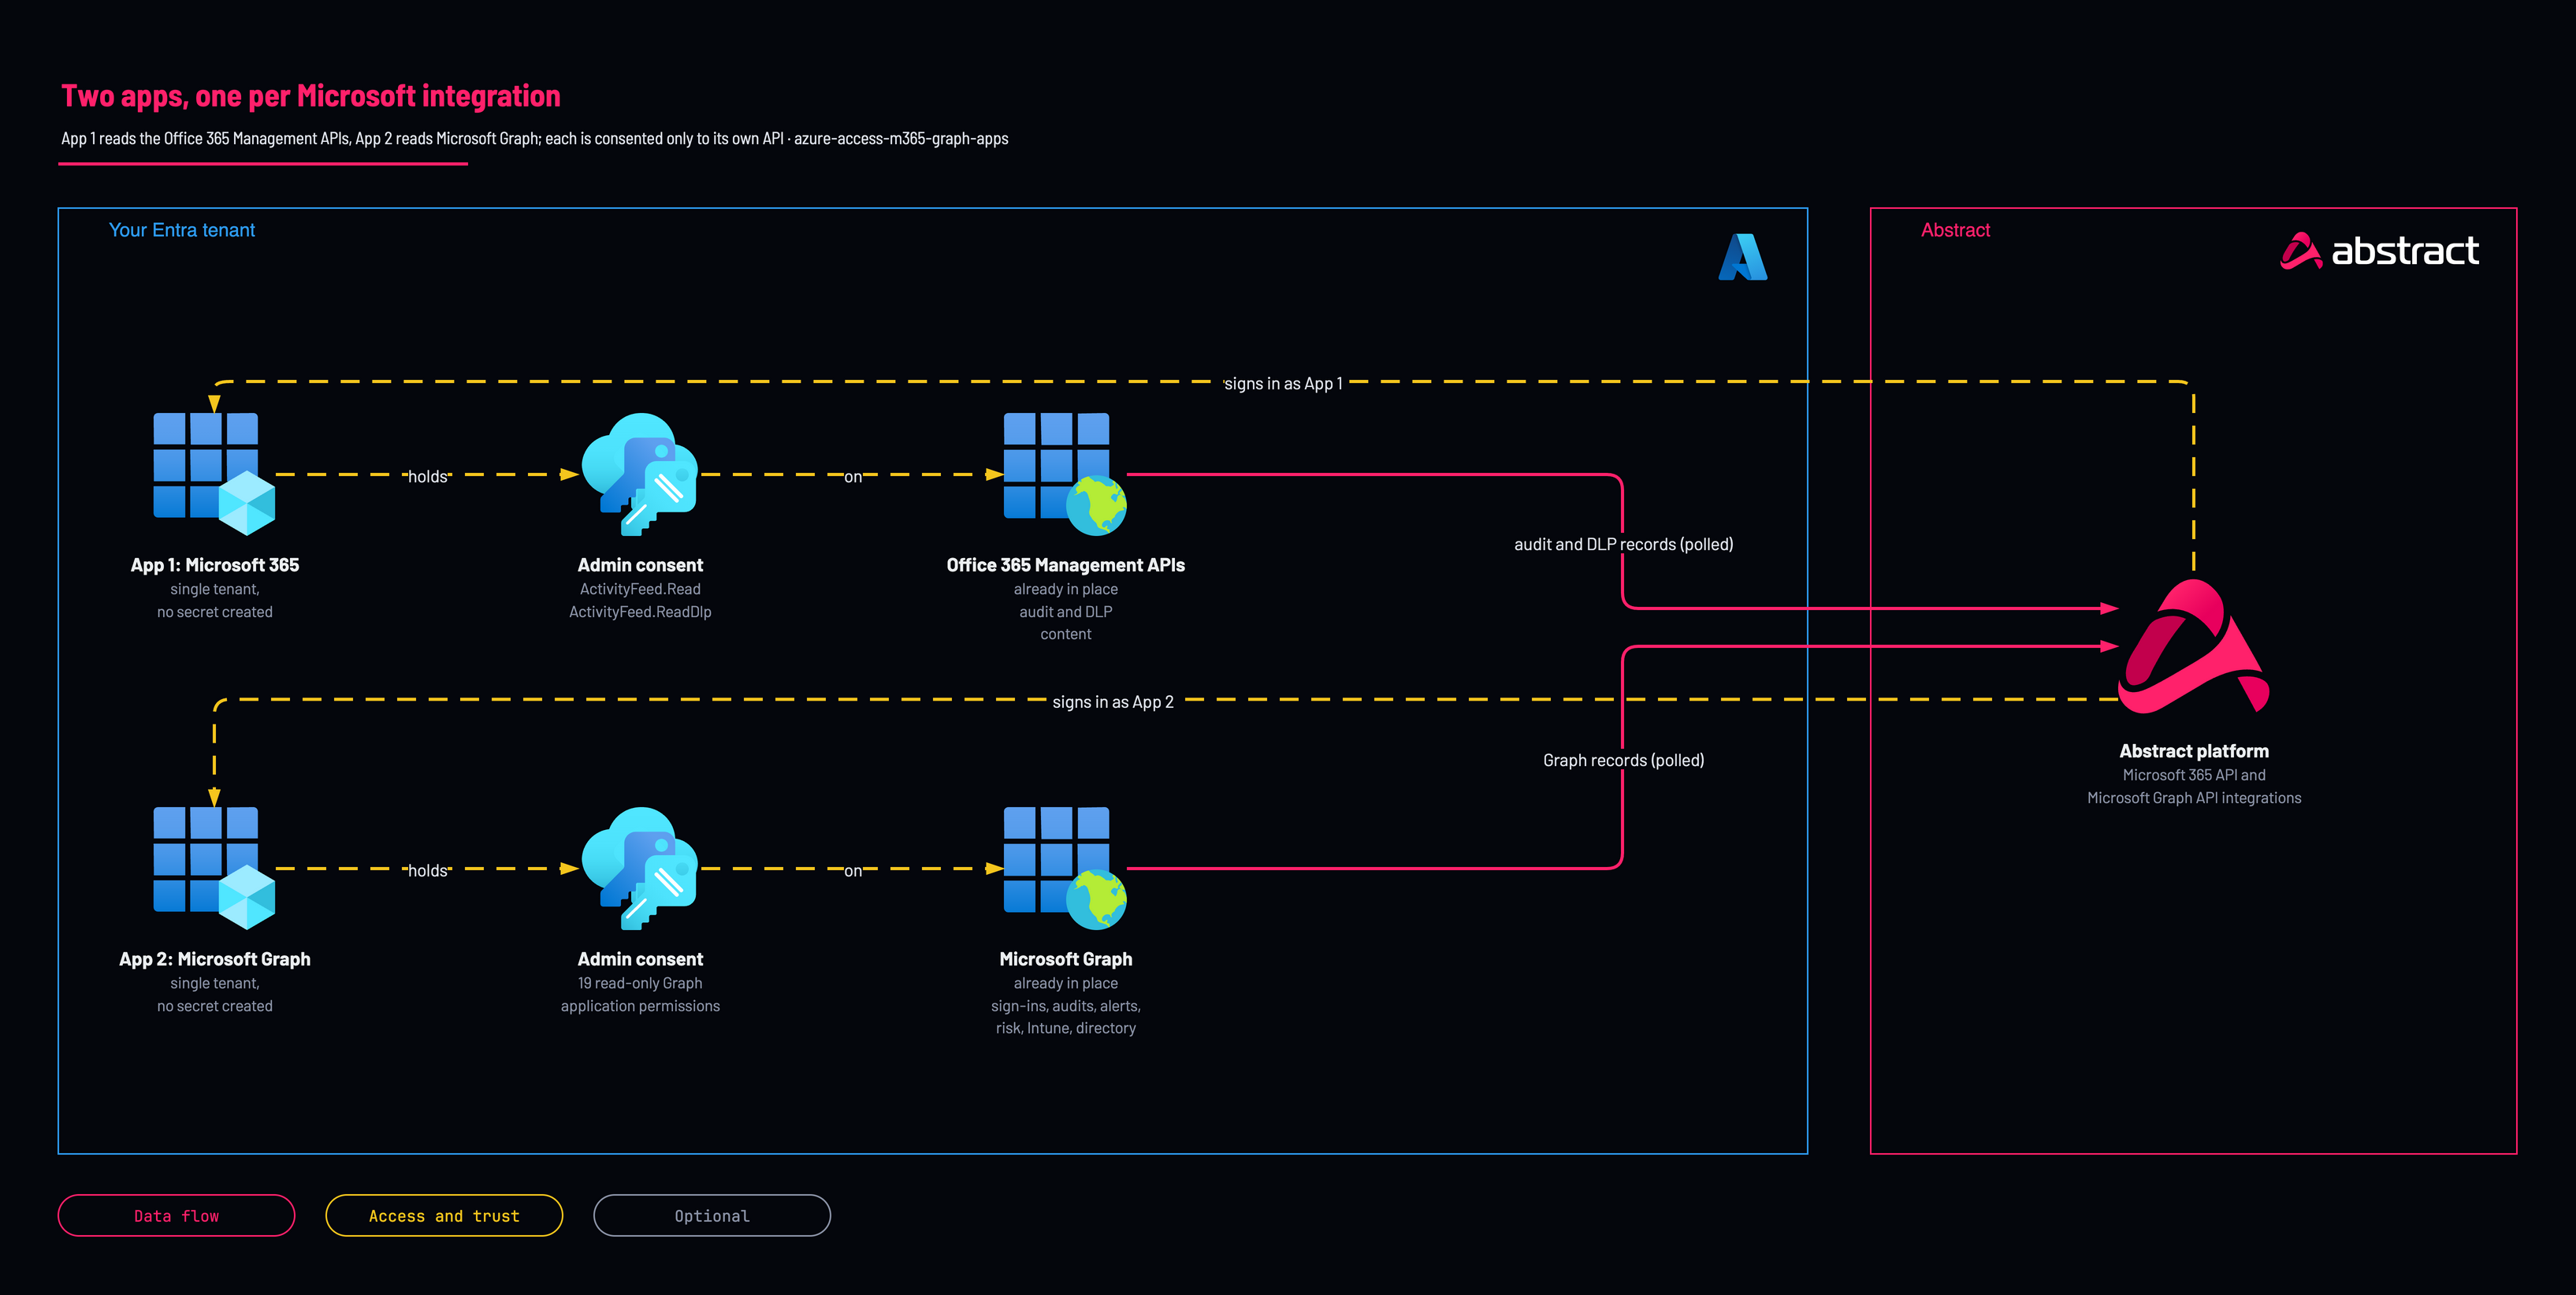 Two apps, one per Microsoft integration
App 1 reads the Office 365 Management APIs, App 2 reads Microsoft Graph; each is consented only to its own API · azure-access-m365-graph-apps
Your Entra tenant
Abstract
abstract
signs in as App 1
holds
on
audit and DLP records (polled)
App 1: Microsoft 365
single tenant,
no secret created
Admin consent
ActivityFeed.Read
ActivityFeed.ReadDlp
Office 365 Management APIs
already in place
audit and DLP
content
signs in as App 2
Graph records (polled)
Abstract platform
Microsoft 365 API and
Microsoft Graph API integrations
holds
on
App 2: Microsoft Graph
single tenant,
no secret created
Admin consent
19 read-only Graph
application permissions
Microsoft Graph
already in place
sign-ins, audits, alerts,
risk, Intune, directory
Data flow
Access and trust
Optional